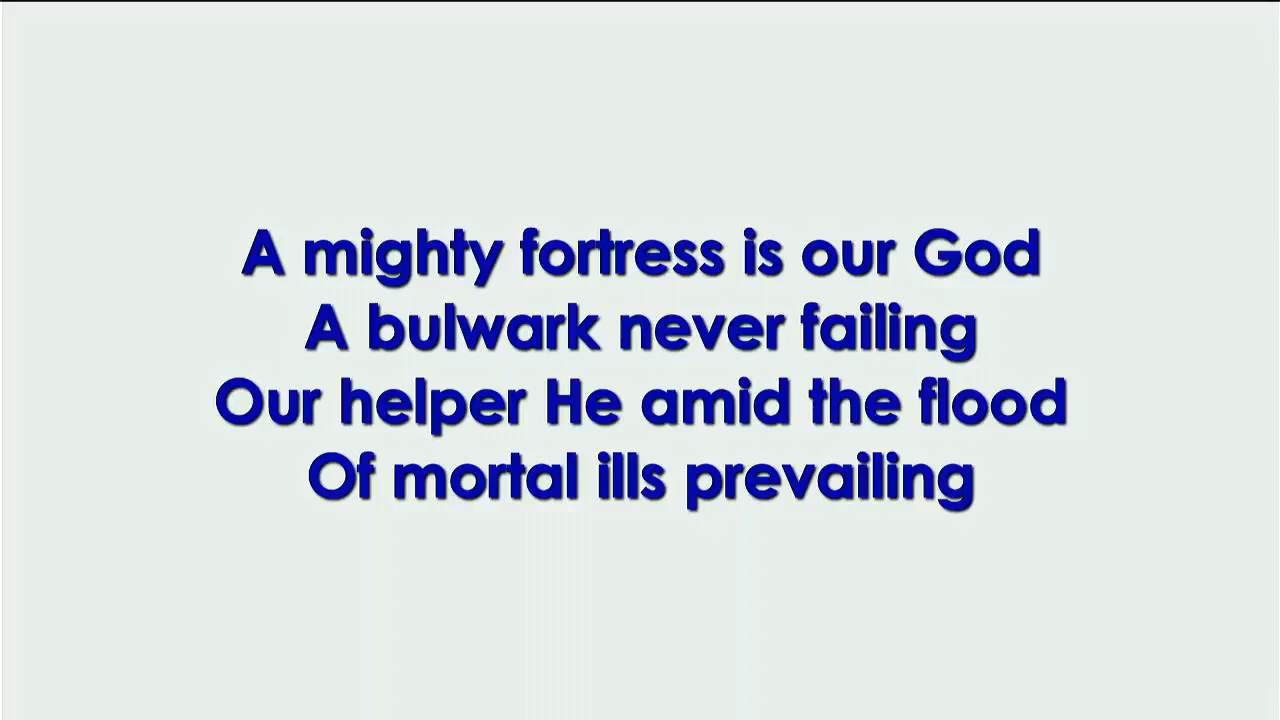 A mighty fortress is our God
A bulwark never failing
Our helper He amid the flood
Of mortal ills prevailing